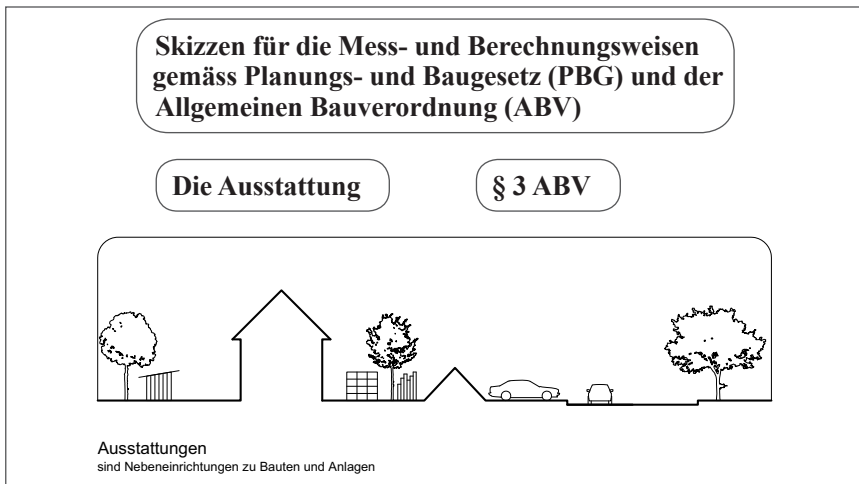 Skizzen für die Mess- und Berechnungsweisen
gemäss Planungs- und Baugesetz (PBG) und der
Allgemeinen Bauverordnung (ABV)
Die Ausstattung
§ 3 ABV
Ausstattungen
sind Nebeneinrichtungen zu Bauten und Anlagen